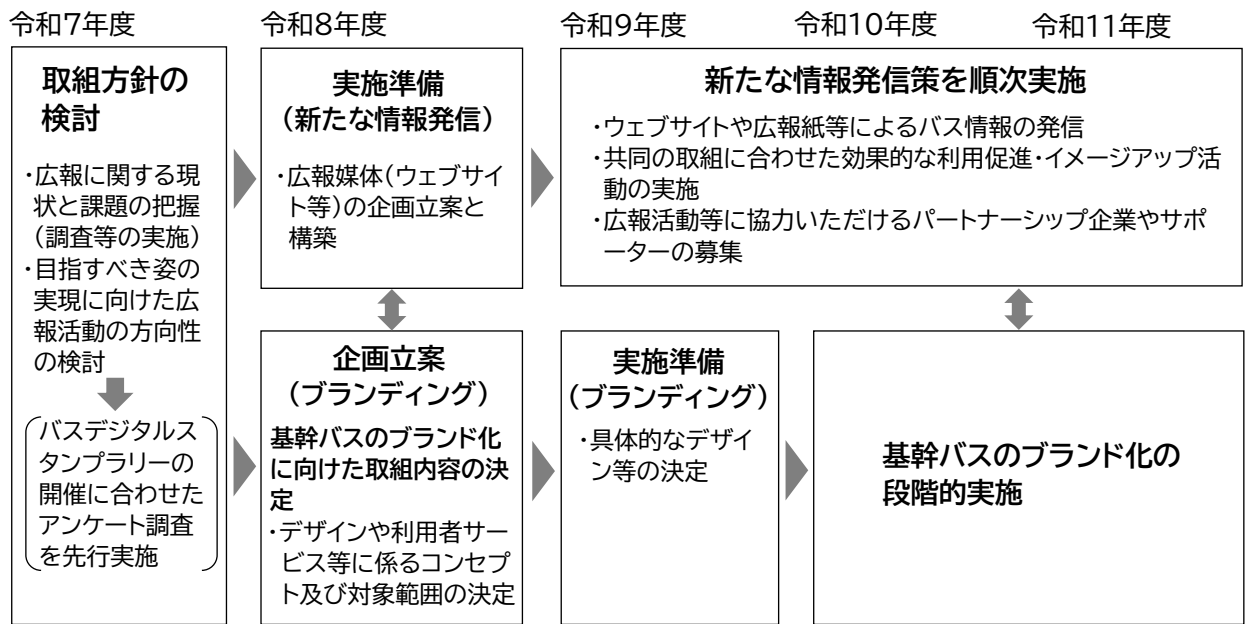 令和7年度
令和8年度
令和9年度
令和10年度
令和11年度
取組方針の
検討
・広報に関する現
状と課題の把握
(調査等の実施)
・目指すべき姿の
実現に向けた広
報活動の方向性
の検討
バスデジタルス
タンプラリーの
開催に合わせた
アンケート調査
を先行実施
実施準備
(新たな情報発信)
・広報媒体(ウェブサイ
ト等)の企画立案と
構築
新たな情報発信策を順次実施
・ウェブサイトや広報紙等によるバス情報の発信
・共同の取組に合わせた効果的な利用促進・イメージアップ活
動の実施
・広報活動等に協力いただけるパートナーシップ企業やサポ
ーターの募集
企画立案
(ブランディング)
基幹バスのブランド化
に向けた取組内容の決
定
・デザインや利用者サー
ビス等に係るコンセプ
ト及び対象範囲の決定
実施準備
(ブランディング)
・具体的なデザイ
ン等の決定
基幹バスのブランド化の
段階的実施